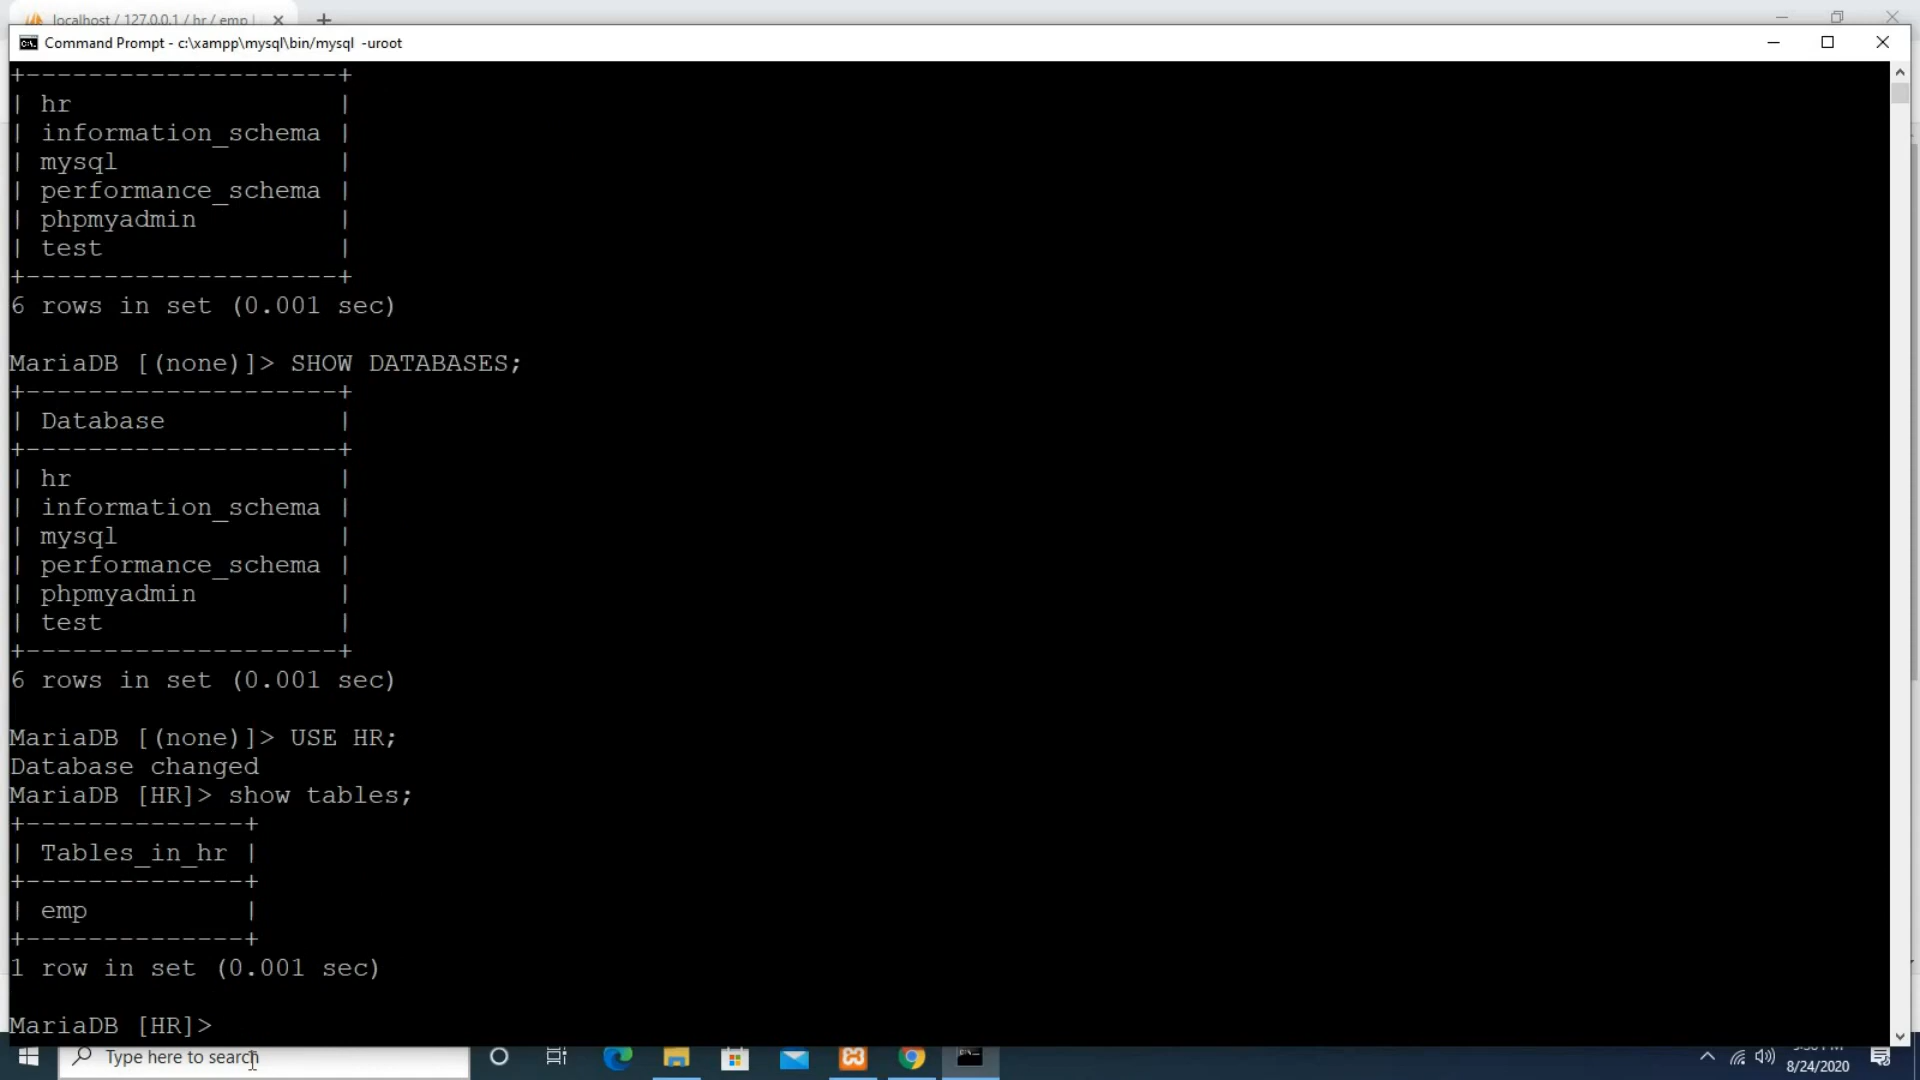 localhost / 127.0.0.1 / hr / emp |
Command Prompt - c:\xampp\mysql\bin/mysql -uroot
+--------------------+
| hr                 |
| information_schema |
| mysql              |
| performance_schema |
| phpmyadmin         |
| test               |
+--------------------+
6 rows in set (0.001 sec)
MariaDB [(none)]> SHOW DATABASES;
+--------------------+
| Database           |
+--------------------+
| hr                 |
| information_schema |
| mysql              |
| performance_schema |
| phpmyadmin         |
| test               |
+--------------------+
6 rows in set (0.001 sec)
MariaDB [(none)]> USE HR;
Database changed
MariaDB [HR]> show tables;
+--------------+
| Tables_in_hr |
+--------------+
| emp          |
+--------------+
1 row in set (0.001 sec)
MariaDB [HR]>
Type here to search
8/24/2020